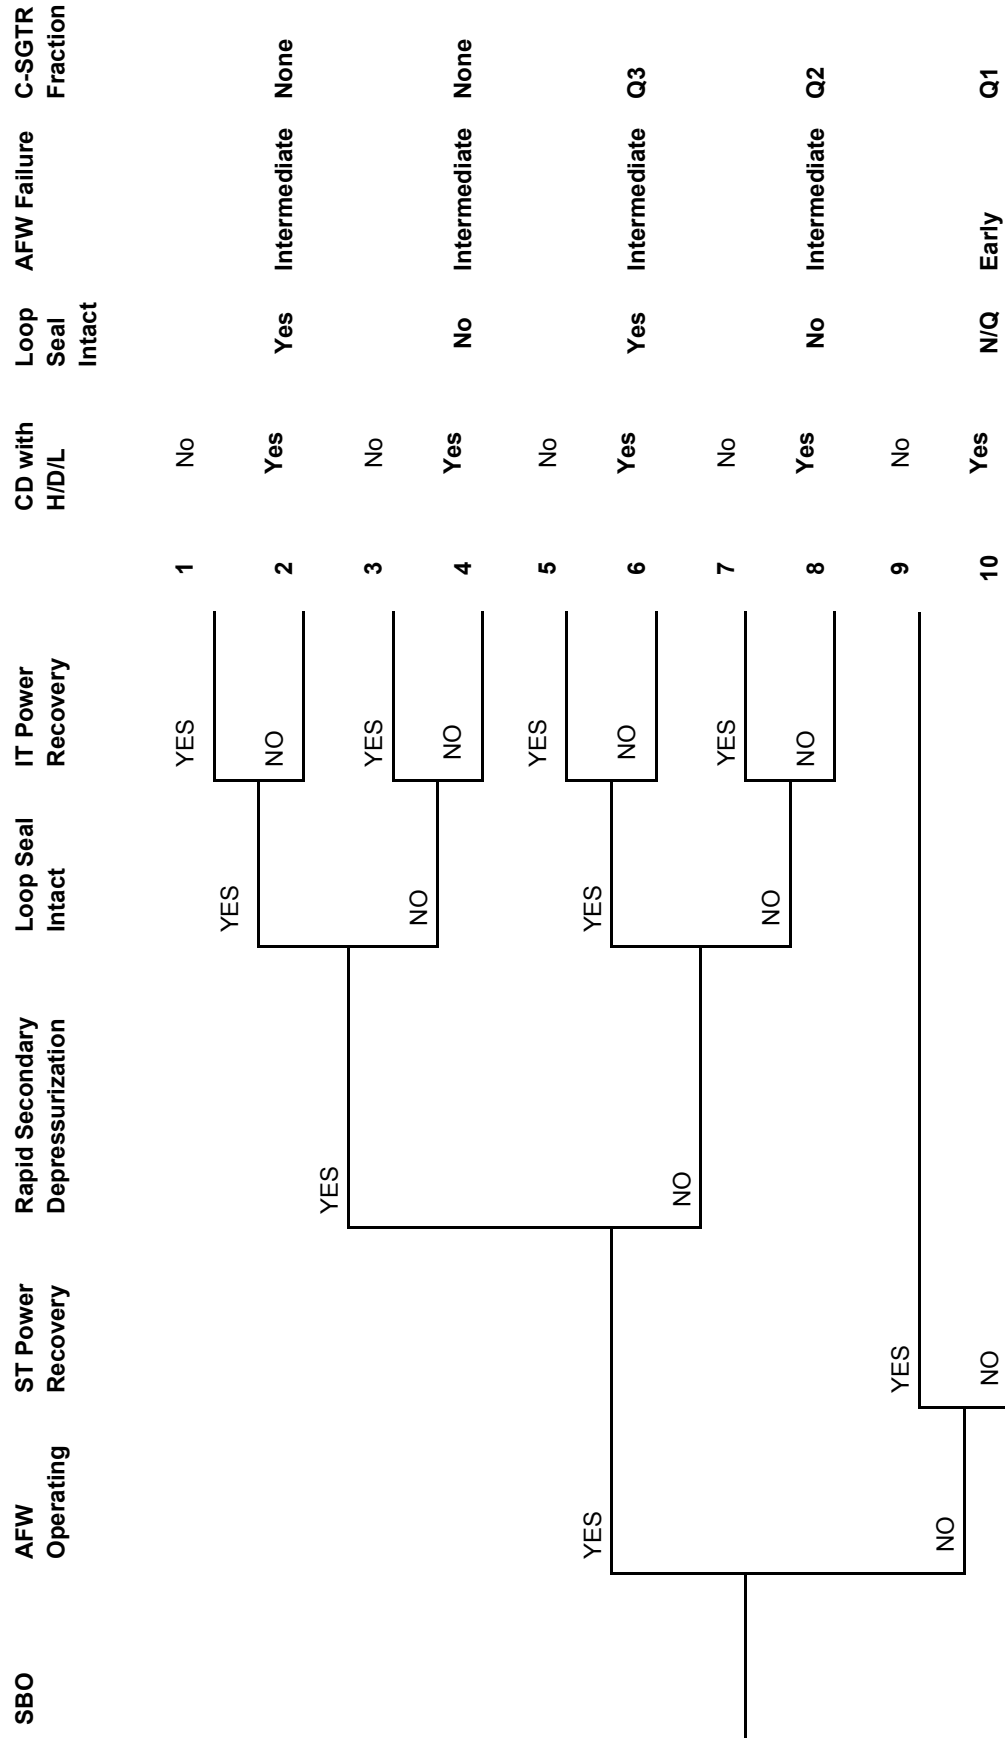 SBO
AFW
Operating
ST Power
Recovery
Rapid Secondary
Depressurization
Loop Seal
Intact
IT Power
Recovery
CD with
H/D/L
Loop
Seal
Intact
AFW Failure
C-SGTR
Fraction
YES
NO
YES
NO
YES
NO
YES
NO
YES
NO
YES
NO
YES
NO
YES
NO
YES
NO
1 No
2 Yes Yes Intermediate None
3 No
4 Yes No Intermediate None
5 No
6 Yes Yes Intermediate Q3
7 No
8 Yes No Intermediate Q2
9 No
10 Yes N/Q Early Q1